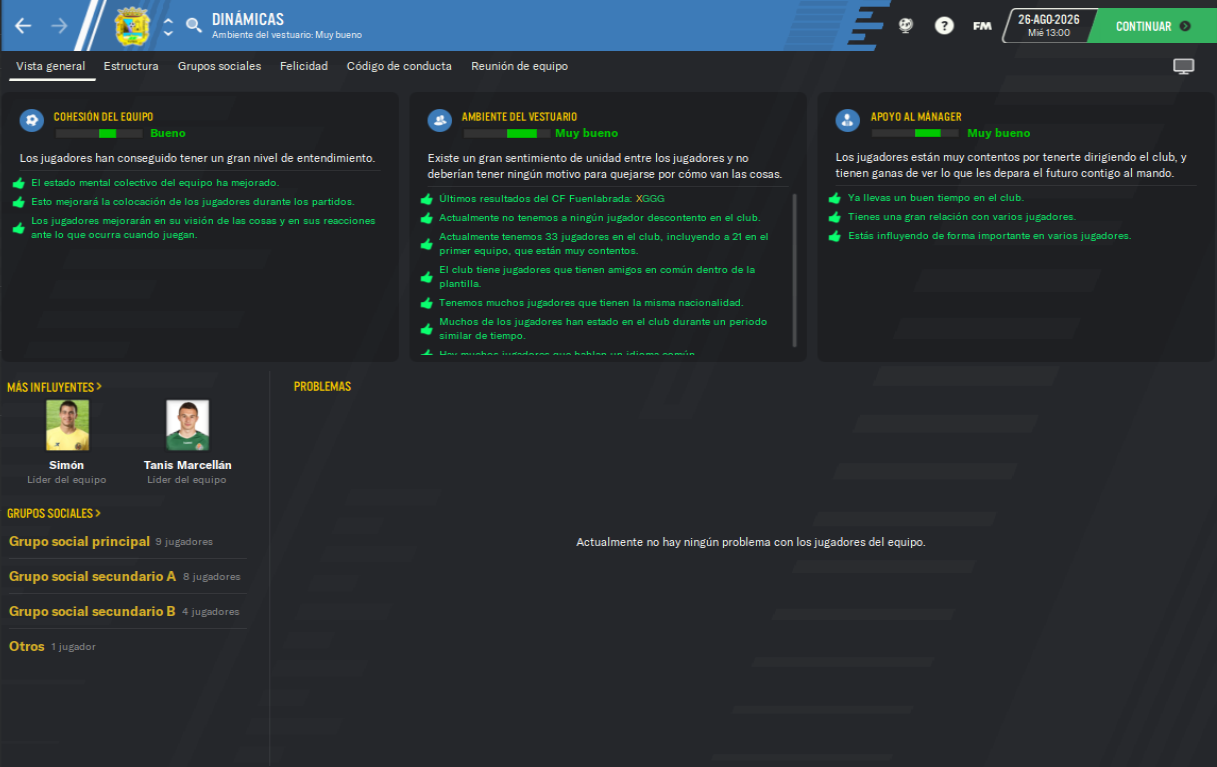 DINÁMICAS
Ambiente del vestuario: Muy bueno
?
FM
26-AGO-2026
Mié 13:00
CONTINUAR
Vista general
Estructura
Grupos sociales
Felicidad
Código de conducta
Reunión de equipo
COHESIÓN DEL EQUIPO
Bueno
Los jugadores han conseguido tener un gran nivel de entendimiento.
El estado mental colectivo del equipo ha mejorado.
Esto mejorará la colocación de los jugadores durante los partidos.
Los jugadores mejorarán en su visión de las cosas y en sus reacciones
ante lo que ocurra cuando juegan.
AMBIENTE DEL VESTUARIO
Muy bueno
Existe un gran sentimiento de unidad entre los jugadores y no
deberían tener ningún motivo para quejarse por cómo van las cosas.
Últimos resultados del CF Fuenlabrada: XGGG
Actualmente no tenemos a ningún jugador descontento en el club.
Actualmente tenemos 33 jugadores en el club, incluyendo a 21 en el
primer equipo, que están muy contentos.
El club tiene jugadores que tienen amigos en común dentro de la
plantilla.
Tenemos muchos jugadores que tienen la misma nacionalidad.
Muchos de los jugadores han estado en el club durante un periodo
similar de tiempo.
Hay muchos jugadores que hablan un idioma común.
APOYO AL MÁNAGER
Muy bueno
Los jugadores están muy contentos por tenerte dirigiendo el club, y
tienen ganas de ver lo que les depara el futuro contigo al mando.
Ya llevas un buen tiempo en el club.
Tienes una gran relación con varios jugadores.
Estás influyendo de forma importante en varios jugadores.
MÁS INFLUYENTES >
Simón
Líder del equipo
Tanis Marcellán
Líder del equipo
GRUPOS SOCIALES >
Grupo social principal 9 jugadores
Grupo social secundario A 8 jugadores
Grupo social secundario B 4 jugadores
Otros 1 jugador
PROBLEMAS
Actualmente no hay ningún problema con los jugadores del equipo.